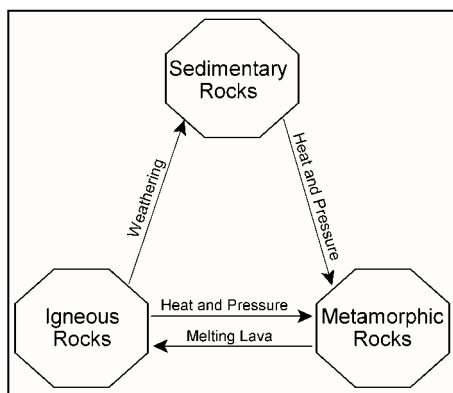 Sedimentary
Rocks
Weathering
Heat and Pressure
Igneous
Rocks
Heat and Pressure
Melting Lava
Metamorphic
Rocks